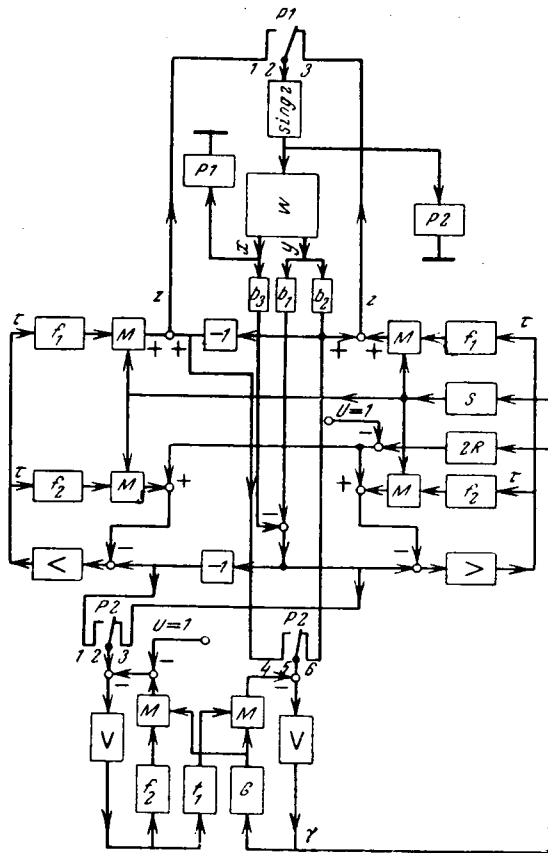 P1
1 2 3
sing z
P1
W
P2
x y
b3 b1 b2
z z
τ f1 M + + -1 + + M f1 τ
S
U=1
−
2R
τ f2 M + + M f2 τ
− −
< − -1 − >
P2
1 2 3
U=1
P2
4 5 6
− − −
V M M V
f2 f1 G
γ